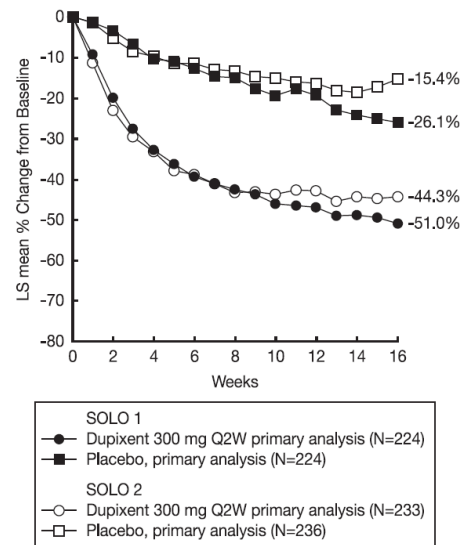 LS mean % Change from Baseline
0
-10
-20
-30
-40
-50
-60
-70
-80
-15.4%
-26.1%
-44.3%
-51.0%
0 2 4 6 8 10 12 14 16
Weeks
SOLO 1
Dupixent 300 mg Q2W primary analysis (N=224)
Placebo, primary analysis (N=224)
SOLO 2
Dupixent 300 mg Q2W primary analysis (N=233)
Placebo, primary analysis (N=236)